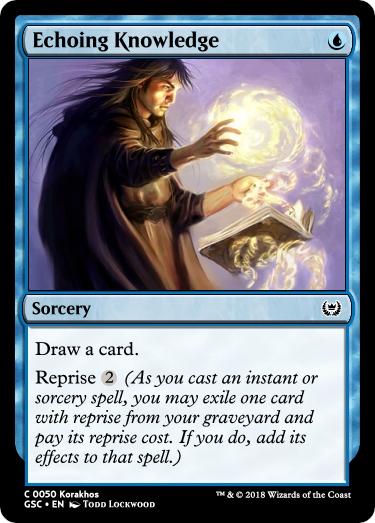 Echoing Knowledge
Sorcery
Draw a card.
Reprise 2 (As you cast an instant or
sorcery spell, you may exile one card
with reprise from your graveyard and
pay its reprise cost. If you do, add its
effects to that spell.)
C 0050 Korakhos
GSC • EN Todd Lockwood
™ & © 2018 Wizards of the Coast